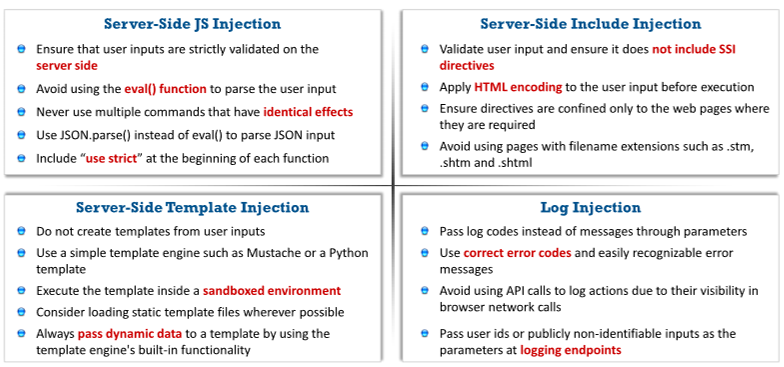 Server-Side JS Injection
Ensure that user inputs are strictly validated on the
server side
Avoid using the eval() function to parse the user input
Never use multiple commands that have identical effects
Use JSON.parse() instead of eval() to parse JSON input
Include “use strict” at the beginning of each function
Server-Side Include Injection
Validate user input and ensure it does not include SSI
directives
Apply HTML encoding to the user input before execution
Ensure directives are confined only to the web pages where
they are required
Avoid using pages with filename extensions such as .stm,
.shtm and .shtml
Server-Side Template Injection
Do not create templates from user inputs
Use a simple template engine such as Mustache or a Python
template
Execute the template inside a sandboxed environment
Consider loading static template files wherever possible
Always pass dynamic data to a template by using the
template engine's built-in functionality
Log Injection
Pass log codes instead of messages through parameters
Use correct error codes and easily recognizable error
messages
Avoid using API calls to log actions due to their visibility in
browser network calls
Pass user ids or publicly non-identifiable inputs as the
parameters at logging endpoints